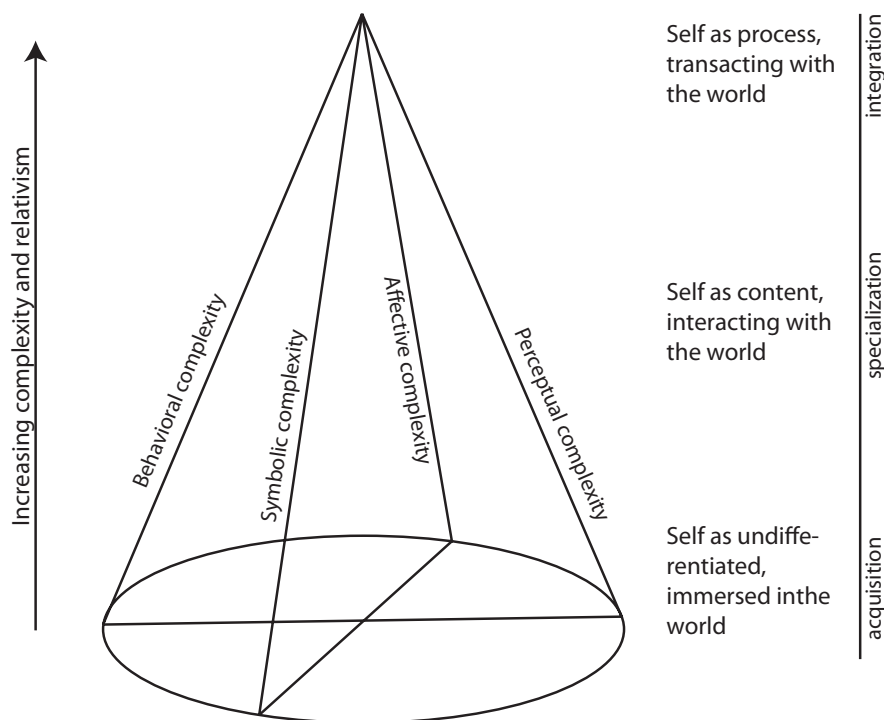 Increasing complexity and relativism
Behavioral complexity
Symbolic complexity
Affective complexity
Perceptual complexity
Self as process,
transacting with
the world
integration
Self as content,
interacting with
the world
specialization
Self as undiffe-
rentiated,
immersed inthe
world
acquisition